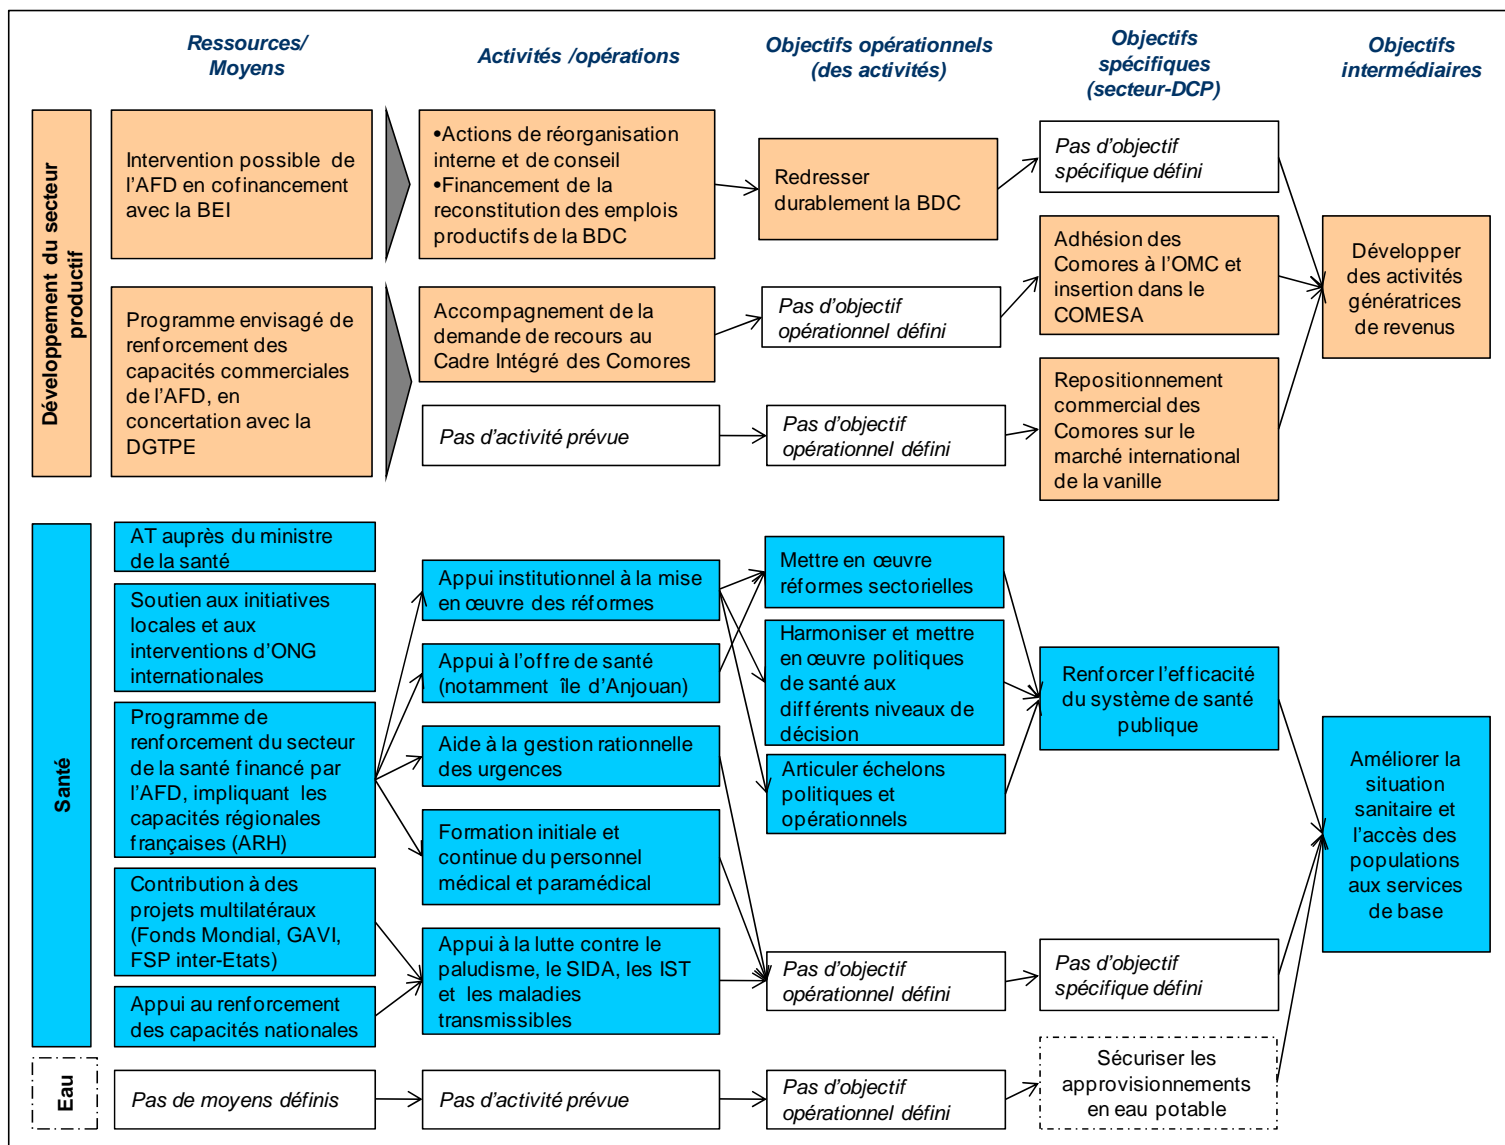 Ressources/
Moyens
Activités /opérations
Objectifs opérationnels
(des activités)
Objectifs
spécifiques
(secteur-DCP)
Objectifs
intermédiaires
Développement du secteur
productif
Intervention possible de
l'AFD en cofinancement
avec la BEI
•Actions de réorganisation
interne et de conseil
•Financement de la
reconstitution des emplois
productifs de la BDC
Redresser
durablement la BDC
Pas d'objectif
spécifique défini
Programme envisagé de
renforcement des
capacités commerciales
de l'AFD, en
concertation avec la
DGTPE
Accompagnement de la
demande de recours au
Cadre Intégré des Comores
Pas d'objectif
opérationnel défini
Adhésion des
Comores à l'OMC et
insertion dans le
COMESA
Développer
des activités
génératrices
de revenus
Pas d'activité prévue
Pas d'objectif
opérationnel défini
Repositionnement
commercial des
Comores sur le
marché international
de la vanille
Santé
AT auprès du ministre
de la santé
Soutien aux initiatives
locales et aux
interventions d'ONG
internationales
Programme de
renforcement du secteur
de la santé financé par
l'AFD, impliquant les
capacités régionales
françaises (ARH)
Contribution à des
projets multilatéraux
(Fonds Mondial, GAVI,
FSP inter-Etats)
Appui au renforcement
des capacités nationales
Appui institutionnel à la mise
en œuvre des réformes
Appui à l'offre de santé
(notamment île d'Anjouan)
Aide à la gestion rationnelle
des urgences
Formation initiale et
continue du personnel
médical et paramédical
Appui à la lutte contre le
paludisme, le SIDA, les IST
et les maladies
transmissibles
Mettre en œuvre
réformes sectorielles
Harmoniser et mettre
en œuvre politiques
de santé aux
différents niveaux de
décision
Articuler échelons
politiques et
opérationnels
Pas d'objectif
opérationnel défini
Renforcer l'efficacité
du système de santé
publique
Pas d'objectif
spécifique défini
Améliorer la
situation
sanitaire et
l'accès des
populations
aux services
de base
Eau
Pas de moyens définis
Pas d'activité prévue
Pas d'objectif
opérationnel défini
Sécuriser les
approvisionnements
en eau potable